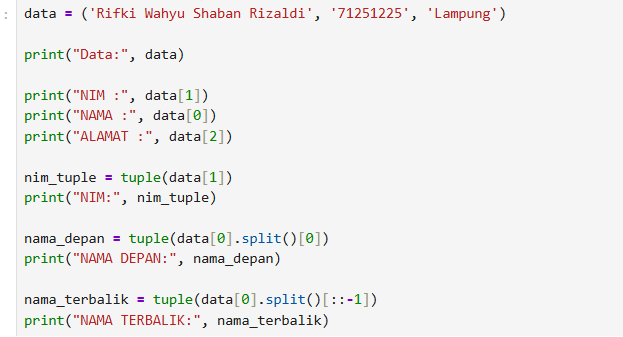 : data = ('Rifki Wahyu Shaban Rizaldi', '71251225', 'Lampung')
print("Data:", data)
print("NIM :", data[1])
print("NAMA :", data[0])
print("ALAMAT :", data[2])
nim_tuple = tuple(data[1])
print("NIM:", nim_tuple)
nama_depan = tuple(data[0].split()[0])
print("NAMA DEPAN:", nama_depan)
nama_terbalik = tuple(data[0].split()[::-1])
print("NAMA TERBALIK:", nama_terbalik)